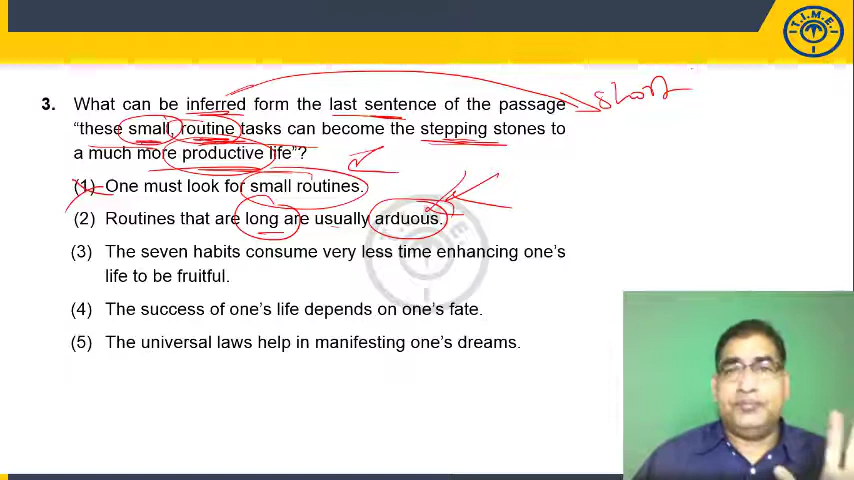 T.I.M.E.
short
3. What can be inferred form the last sentence of the passage
“these small, routine tasks can become the stepping stones to
a much more productive life”?
(1) One must look for small routines.
(2) Routines that are long are usually arduous.
(3) The seven habits consume very less time enhancing one’s
life to be fruitful.
(4) The success of one’s life depends on one’s fate.
(5) The universal laws help in manifesting one’s dreams.